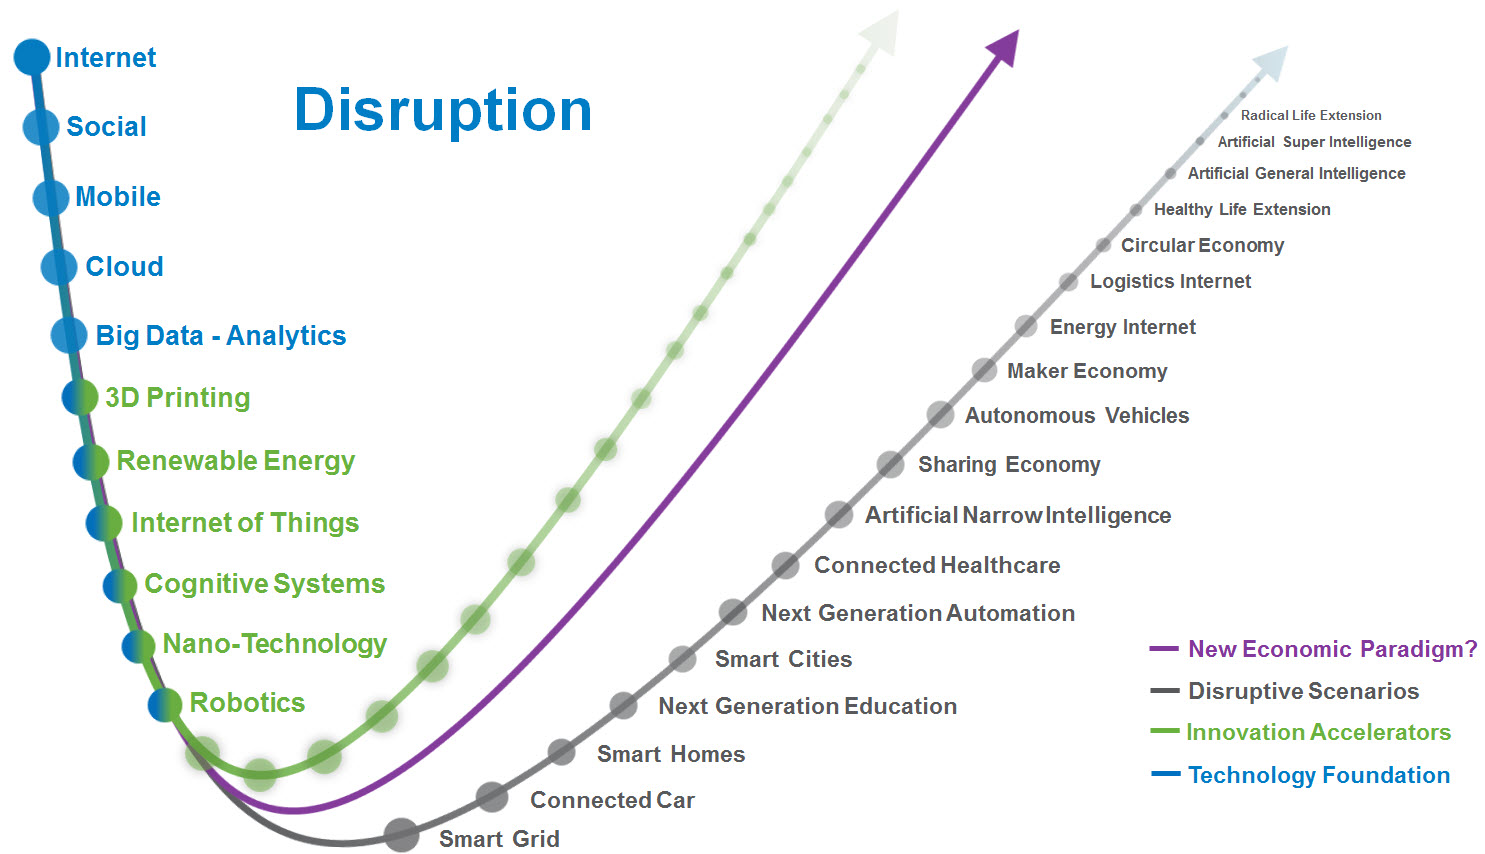 Internet
Disruption
Social
Mobile
Cloud
Big Data - Analytics
3D Printing
Renewable Energy
Internet of Things
Cognitive Systems
Nano-Technology
Robotics
Radical Life Extension
Artificial Super Intelligence
Artificial General Intelligence
Healthy Life Extension
Circular Economy
Logistics Internet
Energy Internet
Maker Economy
Autonomous Vehicles
Sharing Economy
Artificial Narrow Intelligence
Connected Healthcare
Next Generation Automation
Smart Cities
Next Generation Education
Smart Homes
Connected Car
Smart Grid
New Economic Paradigm?
Disruptive Scenarios
Innovation Accelerators
Technology Foundation